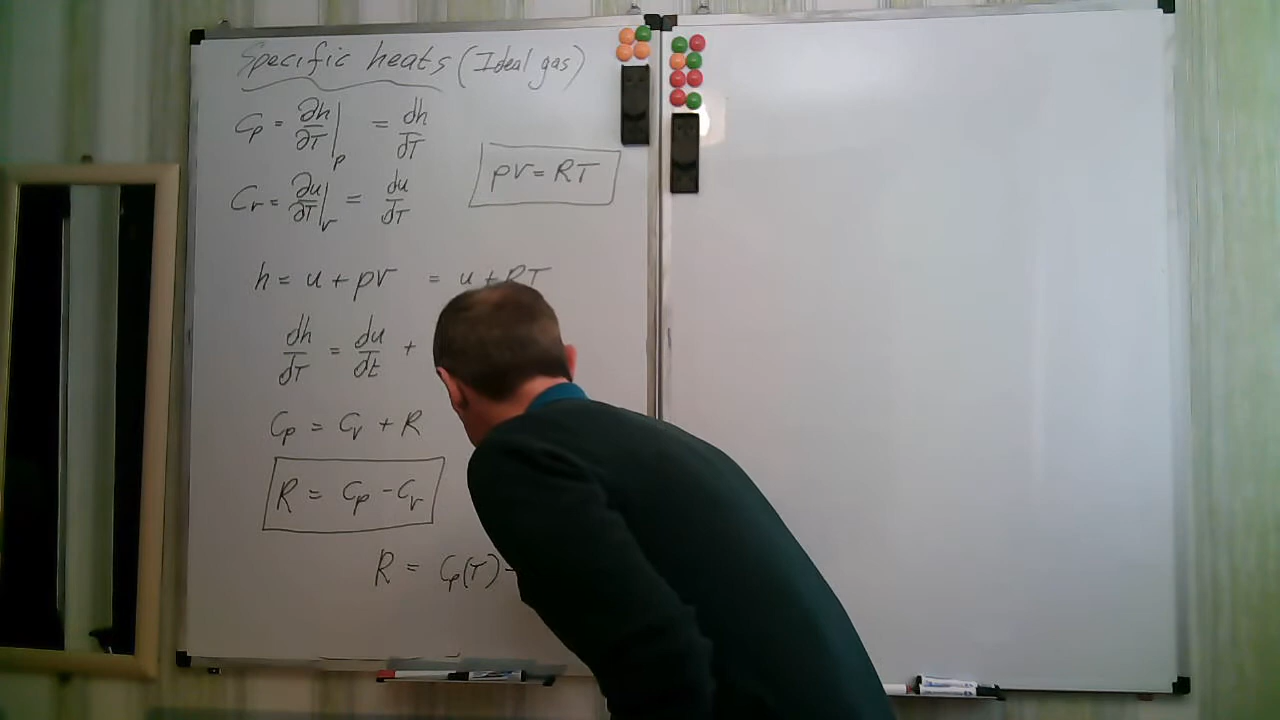 Specific heats (Ideal gas)
Cp = ∂h/∂T|p = dh/dT
pv = RT
Cv = ∂u/∂T|v = du/dT
h = u + pv = u + RT
dh/dT = du/dt +
Cp = Cv + R
R = Cp - Cv
R = Cp(T) -